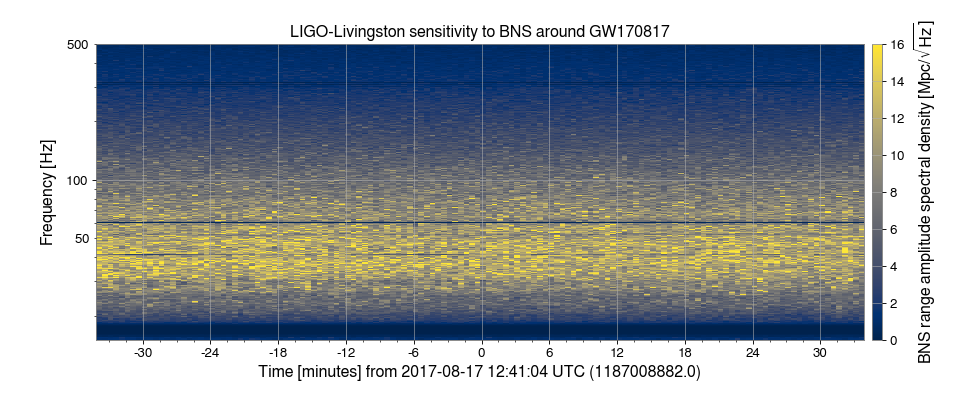 LIGO-Livingston sensitivity to BNS around GW170817
500
100
50
Frequency [Hz]
-30 -24 -18 -12 -6 0 6 12 18 24 30
Time [minutes] from 2017-08-17 12:41:04 UTC (1187008882.0)
16
14
12
10
8
6
4
2
0
BNS range amplitude spectral density [Mpc/√Hz]